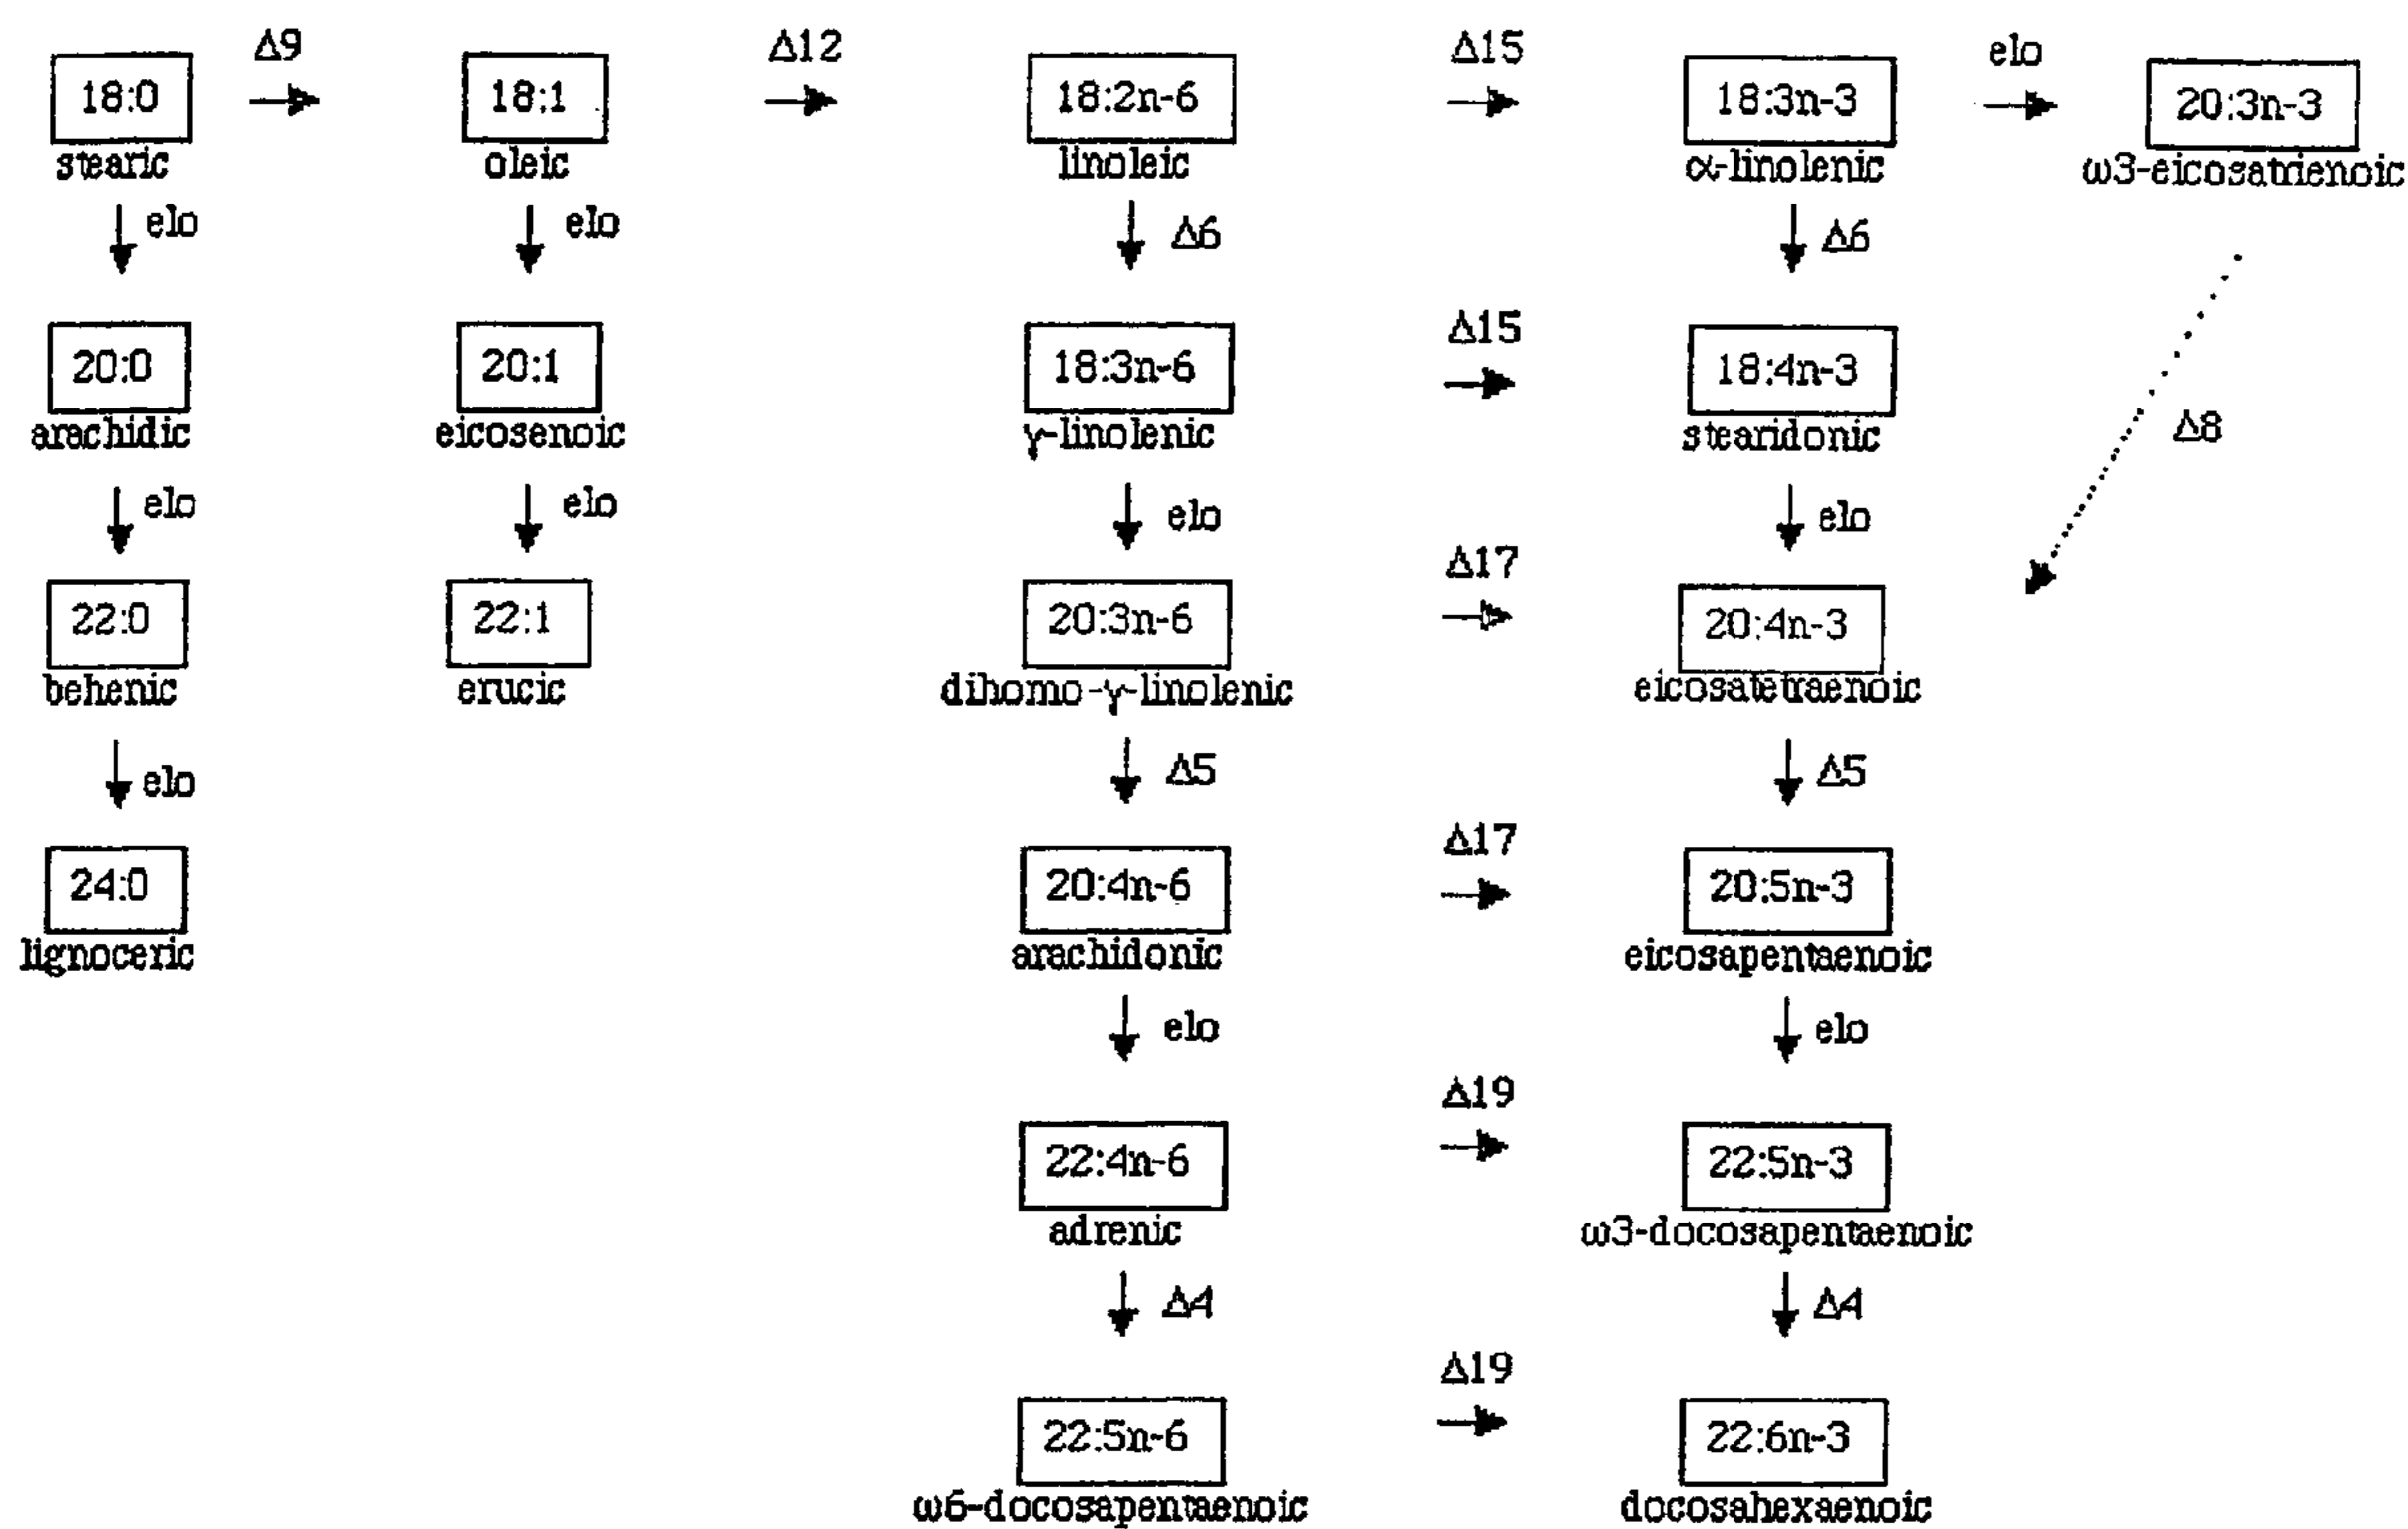 Δ9 Δ12 Δ15 elo
18:0 18:1 18:2n-6 18:3n-3 20:3n-3
stearic oleic linoleic α-linolenic ω3-eicosatrienoic
elo elo Δ6 Δ6
Δ15
20:0 20:1 18:3n-6 18:4n-3
arachidic eicosenoic γ-linolenic stearidonic Δ8
elo elo elo elo
Δ17
22:0 22:1 20:3n-6 20:4n-3
behenic erucic dihomo-γ-linolenic eicosatetraenoic
elo Δ5 Δ5
Δ17
24:0 20:4n-6 20:5n-3
lignoceric arachidonic eicosapentaenoic
elo elo
Δ19
22:4n-6 22:5n-3
adrenic ω3-docosapentaenoic
Δ4 Δ4
Δ19
22:5n-6 22:6n-3
ω6-docosapentaenoic docosahexaenoic